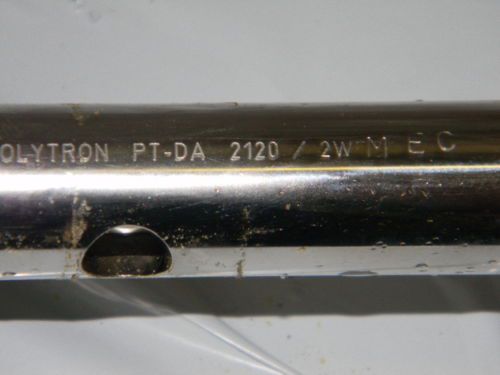 OLYTRON PT-DA 2120 / 2W M E C